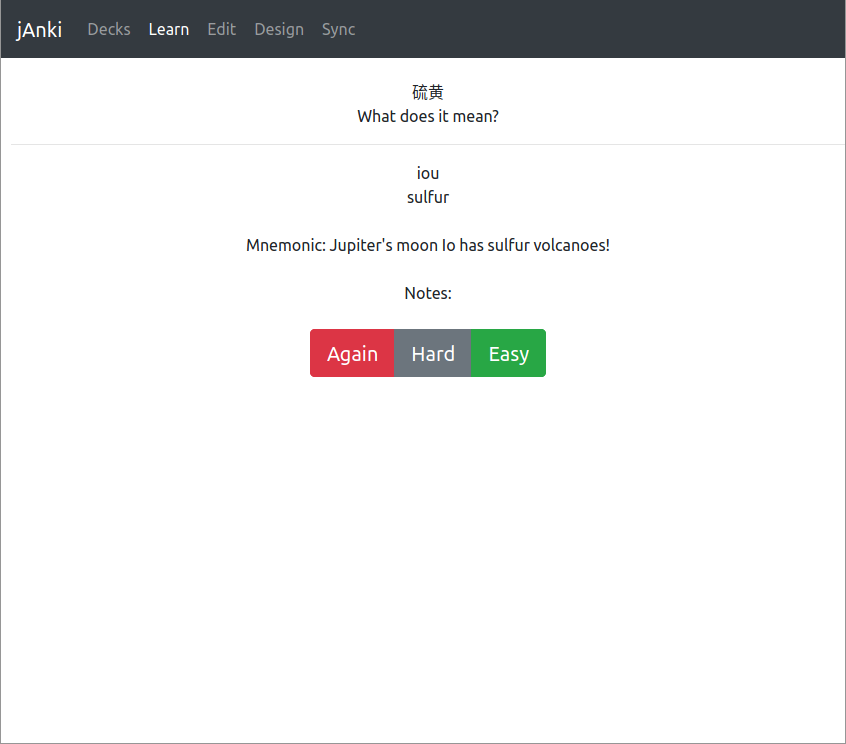 jAnki Decks Learn Edit Design Sync
硫黄
What does it mean?
iou
sulfur
Mnemonic: Jupiter's moon Io has sulfur volcanoes!
Notes:
Again Hard Easy